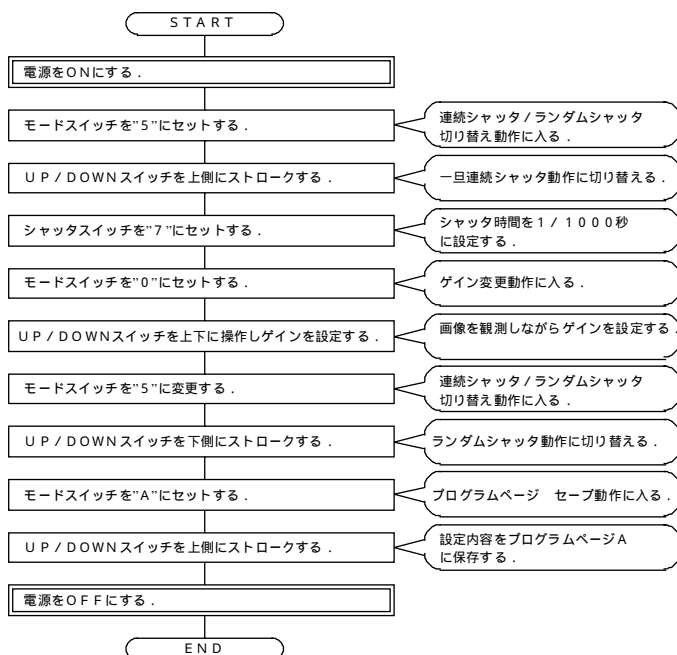 ＳＴＡＲＴ
電源をＯＮにする．
モードスイッチを”５”にセットする．
連続シャッタ/ランダムシャッタ
切り替え動作に入る．
ＵＰ/ＤＯＷＮスイッチを上側にストロークする．
一旦連続シャッタ動作に切り替える．
シャッタスイッチを”７”にセットする．
シャッタ時間を１/１０００秒
に設定する．
モードスイッチを”０”にセットする．
ゲイン変更動作に入る．
ＵＰ/ＤＯＷＮスイッチを上下に操作しゲインを設定する．
画像を観測しながらゲインを設定する．
モードスイッチを”５”に変更する．
連続シャッタ/ランダムシャッタ
切り替え動作に入る．
ＵＰ/ＤＯＷＮスイッチを下側にストロークする．
ランダムシャッタ動作に切り替える．
モードスイッチを”Ａ”にセットする．
プログラムページ　セーブ動作に入る．
ＵＰ/ＤＯＷＮスイッチを上側にストロークする．
設定内容をプログラムページＡ
に保存する．
電源をＯＦＦにする．
ＥＮＤ